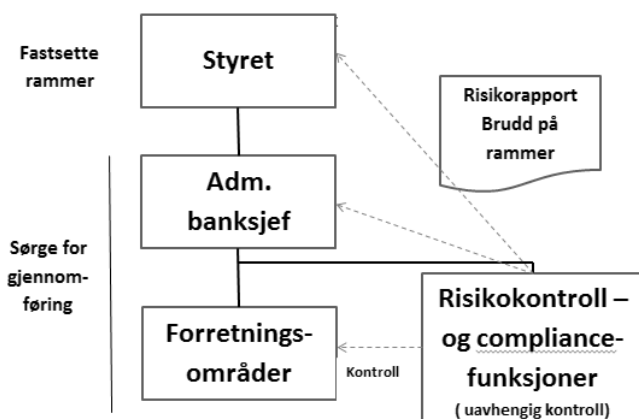 Fastsette
rammer
Styret
Risikorapport
Brudd på
rammer
Adm.
banksjef
Sørge for
gjennom-
føring
Forretnings-
områder
Kontroll
Risikokontroll –
og compliance-
funksjoner
( uavhengig kontroll)